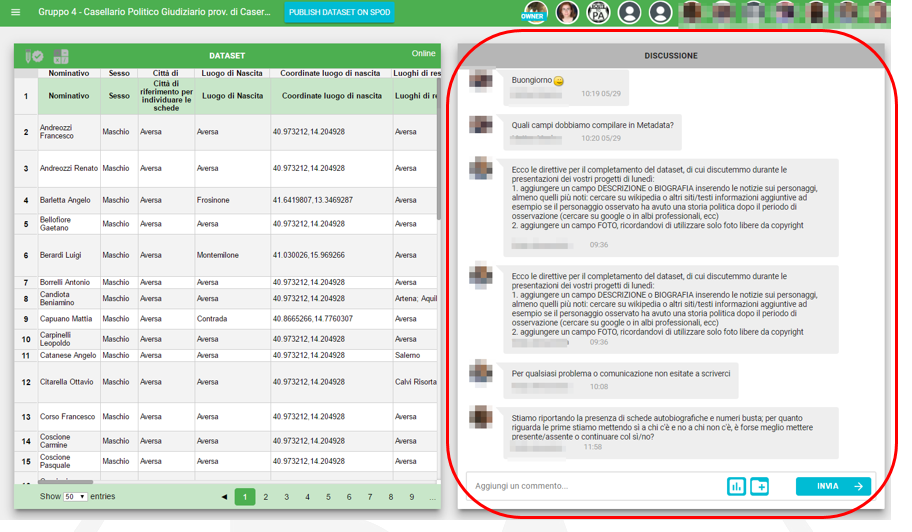 Gruppo 4 - Casellario Politico Giudiziario prov. di Caser...
PUBLISH DATASET ON SPOD
OWNER
PA
DATASET
Online
Nominativo Sesso Città di Luogo di Nascita Coordinate luogo di nascita Luoghi di res
1 Nominativo Sesso Città di riferimento per individuare le schede Luogo di Nascita Coordinate luogo di nascita Luoghi di re
2 Andreozzi Francesco Maschio Aversa Aversa 40.973212,14.204928 Aversa
3 Andreozzi Renato Maschio Aversa Aversa 40.973212,14.204928 Aversa
4 Barletta Angelo Maschio Aversa Frosinone 41.6419807,13.3469287 Aversa
5 Bellofiore Gaetano Maschio Aversa Aversa 40.973212,14.204928 Aversa
6 Berardi Luigi Maschio Aversa Montemilone 41.030026,15.969266 Aversa
7 Borrelli Antonio Maschio Aversa Aversa 40.973212,14.204928 Aversa
8 Candiota Beniamino Maschio Aversa Aversa 40.973212,14.204928 Artena; Aquil
9 Capuano Mattia Maschio Aversa Contrada 40.8665266,14.7760307 Aversa
10 Carpinelli Leopoldo Maschio Aversa Aversa 40.973212,14.204928 Aversa
11 Catanese Angelo Maschio Aversa Aversa 40.973212,14.204928 Salerno
12 Citarella Ottavio Maschio Aversa Aversa 40.973212,14.204928 Calvi Risorta
13 Corso Francesco Maschio Aversa Aversa 40.973212,14.204928 Aversa
14 Coscione Carmine Maschio Aversa Aversa 40.973212,14.204928 Aversa
15 Coscione Pasquale Maschio Aversa Aversa 40.973212,14.204928 Aversa
Show 50 entries
1 2 3 4 5 6 7 8 9 ...
DISCUSSIONE
Buongiorno
10:19 05/29
Quali campi dobbiamo compilare in Metadata?
10:20 05/29
Ecco le direttive per il completamento del dataset, di cui discutemmo durante le
presentazioni dei vostri progetti di lunedì:
1. aggiungere un campo DESCRIZIONE o BIOGRAFIA inserendo le notizie sui personaggi,
almeno quelli più noti: cercare su wikipedia o altri siti/testi informazioni aggiuntive ad
esempio se il personaggio osservato ha avuto una storia politica dopo il periodo di
osservazione (cercare su google o in albi professionali, ecc)
2. aggiungere un campo FOTO, ricordandovi di utilizzare solo foto libere da copyright
09:36
Ecco le direttive per il completamento del dataset, di cui discutemmo durante le
presentazioni dei vostri progetti di lunedì:
1. aggiungere un campo DESCRIZIONE o BIOGRAFIA inserendo le notizie sui personaggi,
almeno quelli più noti: cercare su wikipedia o altri siti/testi informazioni aggiuntive ad
esempio se il personaggio osservato ha avuto una storia politica dopo il periodo di
osservazione (cercare su google o in albi professionali, ecc)
2. aggiungere un campo FOTO, ricordandovi di utilizzare solo foto libere da copyright
09:36
Per qualsiasi problema o comunicazione non esitate a scriverci
10:08
Stiamo riportando la presenza di schede autobiografiche e numeri busta; per quanto
riguarda le prime stiamo mettendo sì a chi c'è e no a chi non c'è, è forse meglio mettere
presente/assente o continuare col sì/no?
11:58
Aggiungi un commento...
INVIA